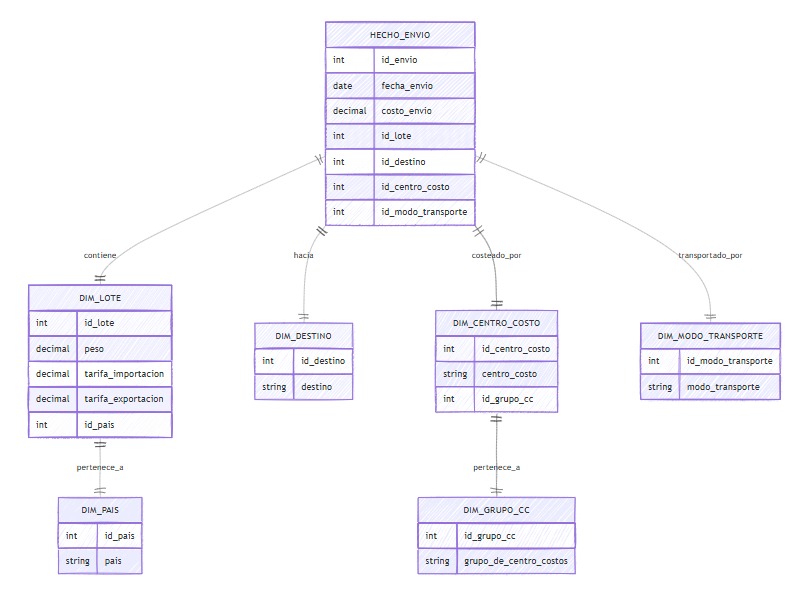 HECHO_ENVIO
int id_envio
date fecha_envio
decimal costo_envio
int id_lote
int id_destino
int id_centro_costo
int id_modo_transporte
contiene
hacia
costeado_por
transportado_por
DIM_LOTE
int id_lote
decimal peso
decimal tarifa_importacion
decimal tarifa_exportacion
int id_pais
DIM_DESTINO
int id_destino
string destino
DIM_CENTRO_COSTO
int id_centro_costo
string centro_costo
int id_grupo_cc
DIM_MODO_TRANSPORTE
int id_modo_transporte
string modo_transporte
pertenece_a
pertenece_a
DIM_PAIS
int id_pais
string pais
DIM_GRUPO_CC
int id_grupo_cc
string grupo_de_centro_costos